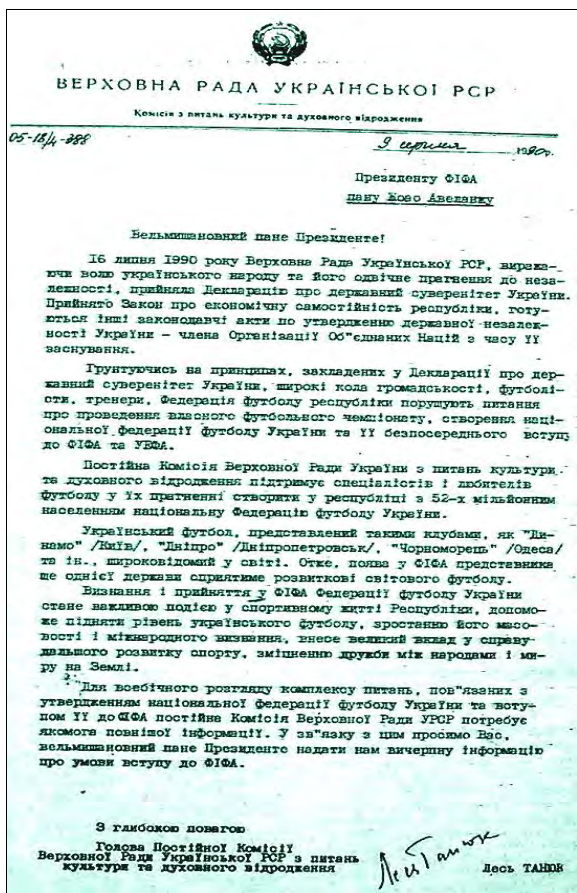 ВЕРХОВНА РАДА УКРАЇНСЬКОЇ РСР
Комісія з питань культури та духовного відродження
05-18/4-388
9 серпня 1990.
Президенту ФІФА
пану Жоао Авеланжу
Вельмишановний пане Президенте!
16 липня 1990 року Верховна Рада Української РСР, виража-
ючи волю українського народу та його одвічне прагнення до неза-
лежності, прийняла Декларацію про державний суверенітет України.
Прийнято Закон про економічну самостійність республіки, готу-
ються інші законодавчі акти по утвердженню державної незалеж-
ності України – члена Організації Об"єднаних Націй з часу її
заснування.
Грунтуючись на принципах, закладених у Декларації про дер-
жавний суверенітет України, широкі кола громадськості, футболі-
сти, тренери, Федерація футболу республіки порушують питання
про проведення власного футбольного чемпіонату, створення наці-
ональної федерації футболу України та її безпосереднього вступу
до ФІФА та УЄФА.
Постійна Комісія Верховної Ради України з питань культури
та духовного відродження підтримує спеціалістів і любителів
футболу у їх прагненні створити у республіці з 52-х мільйонним
населенням національну Федерацію футболу України.
Український футбол, представлений такими клубами, як "Ди-
намо" /Київ/, "Дніпро" /Дніпропетровськ/, "Чорноморець" /Одеса/
та ін., широковідомий у світі. Отже, поява у ФІФА представника
ще однієї держави сприятиме розвиткові світового футболу.
Визнання і прийняття у ФІФА Федерації футболу України
стане важливою подією у спортивному житті Республіки, допомо-
же підняти рівень українського футболу, зростанню його масо-
вості і міжнародного визнання, внесе великий вклад у справу
дальшого розвитку спорту, зміцненню дружби між народами і ми-
ру на Землі.
Для всебічного розгляду комплексу питань, пов"язаних з
утвердженням національної федерації футболу України та всту-
пом її до ФІФА постійна Комісія Верховної Ради УРСР потребує
якомога повнішої інформації. У зв"язку з цим просимо Вас,
вельмишановний пане Президенте надати нам вичерпну інформацію
про умови вступу до ФІФА.
З глибокою повагою
Голова Постійної Комісії
Верховної Ради Української РСР з питань
культури та духовного відродження
Лесь Танюк
Лесь ТАНЮК